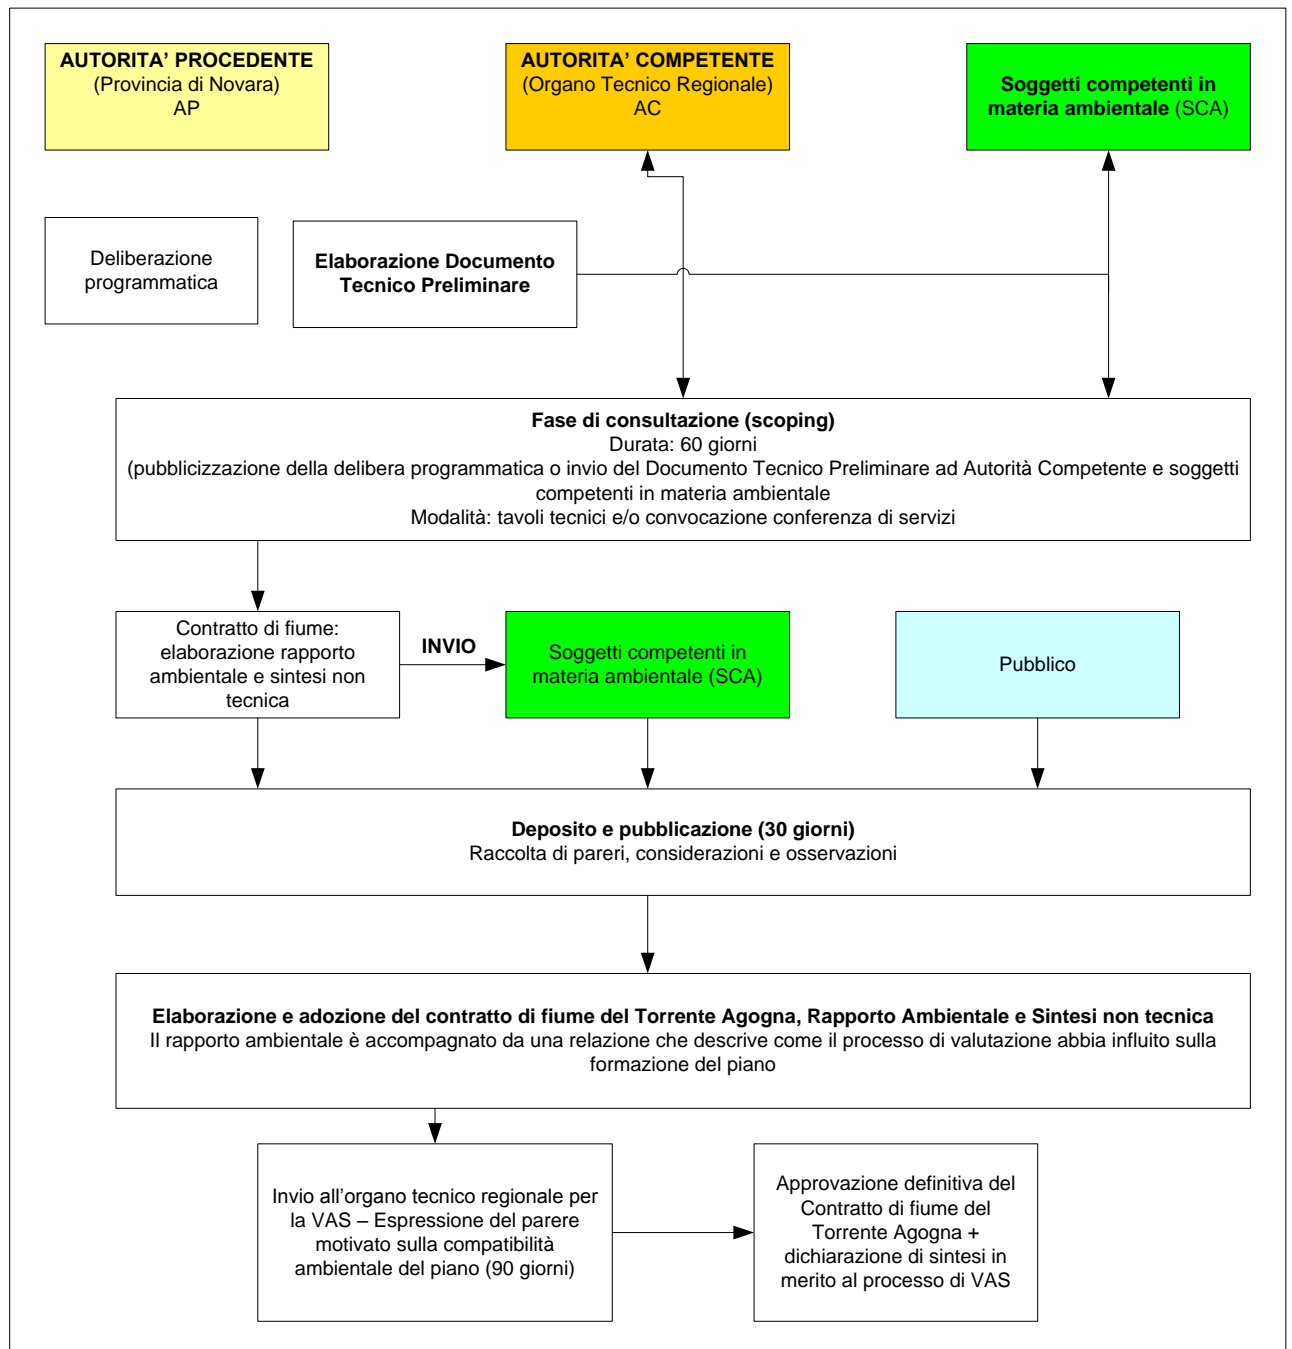 AUTORITA’ PROCEDENTE
(Provincia di Novara)
AP
AUTORITA’ COMPETENTE
(Organo Tecnico Regionale)
AC
Soggetti competenti in
materia ambientale (SCA)
Deliberazione
programmatica
Elaborazione Documento
Tecnico Preliminare
Fase di consultazione (scoping)
Durata: 60 giorni
(pubblicizzazione della delibera programmatica o invio del Documento Tecnico Preliminare ad Autorità Competente e soggetti
competenti in materia ambientale
Modalità: tavoli tecnici e/o convocazione conferenza di servizi
Contratto di fiume:
elaborazione rapporto
ambientale e sintesi non
tecnica
INVIO
Soggetti competenti in
materia ambientale (SCA)
Pubblico
Deposito e pubblicazione (30 giorni)
Raccolta di pareri, considerazioni e osservazioni
Elaborazione e adozione del contratto di fiume del Torrente Agogna, Rapporto Ambientale e Sintesi non tecnica
Il rapporto ambientale è accompagnato da una relazione che descrive come il processo di valutazione abbia influito sulla
formazione del piano
Invio all’organo tecnico regionale per
la VAS – Espressione del parere
motivato sulla compatibilità
ambientale del piano (90 giorni)
Approvazione definitiva del
Contratto di fiume del
Torrente Agogna +
dichiarazione di sintesi in
merito al processo di VAS